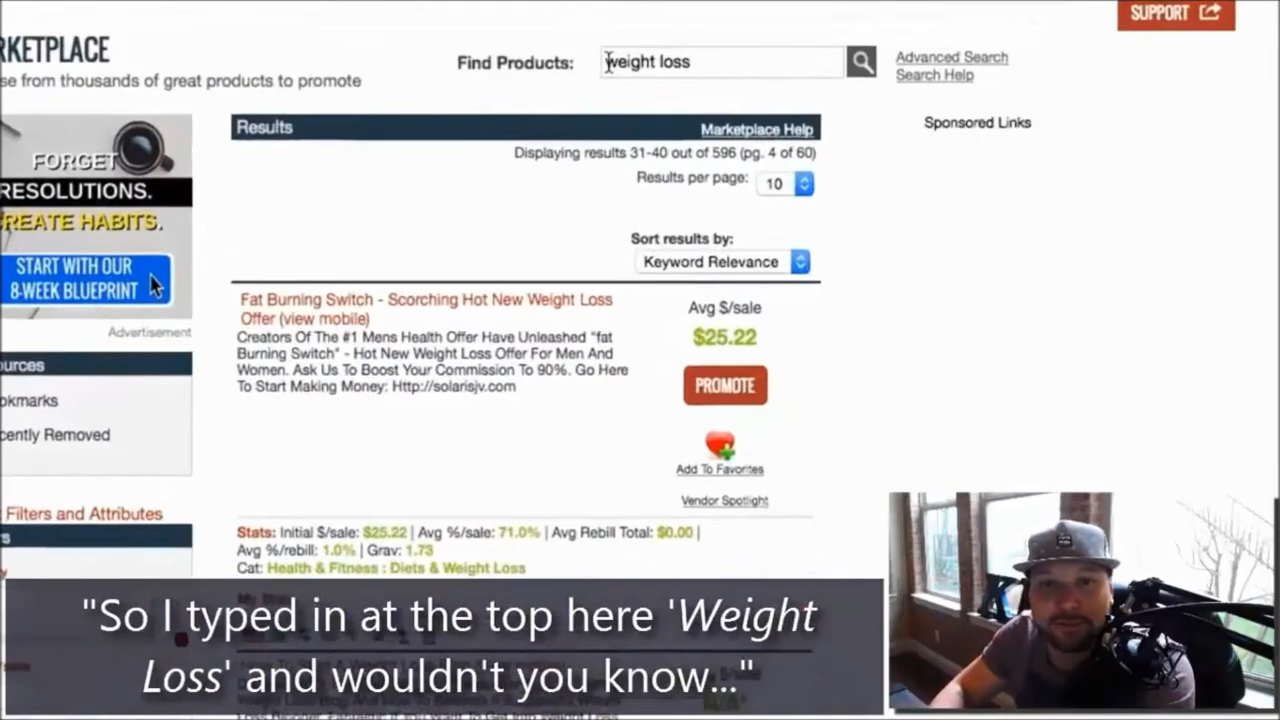 SUPPORT
RKETPLACE
Find Products: weight loss
Advanced Search
Search Help
se from thousands of great products to promote
Results Marketplace Help
Sponsored Links
Displaying results 31-40 out of 596 (pg. 4 of 60)
Results per page: 10
Sort results by:
Keyword Relevance
FORGET
RESOLUTIONS.
CREATE HABITS.
START WITH OUR
8-WEEK BLUEPRINT
Advertisement
Fat Burning Switch - Scorching Hot New Weight Loss
Offer (view mobile)
Creators Of The #1 Mens Health Offer Have Unleashed "fat
Burning Switch" - Hot New Weight Loss Offer For Men And
Women. Ask Us To Boost Your Commission To 90%. Go Here
To Start Making Money: Http://solarisjv.com
Avg $/sale
$25.22
PROMOTE
Add To Favorites
Vendor Spotlight
ources
okmarks
cently Removed
Filters and Attributes
Stats: Initial $/sale: $25.22 | Avg %/sale: 71.0% | Avg Rebill Total: $0.00 |
Avg %/rebill: 1.0% | Grav: 1.73
Cat: Health & Fitness : Diets & Weight Loss
"So I typed in at the top here 'Weight
Loss' and wouldn't you know..."